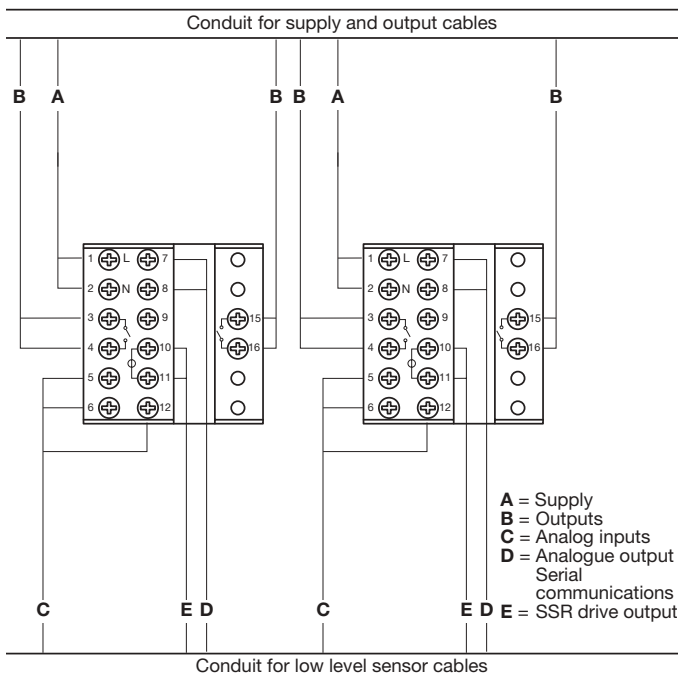 Conduit for supply and output cables
B A B B A B
1 L 7
2 N 8
3 9 15
4 10 16
5 11
6 12
1 L 7
2 N 8
3 9 15
4 10 16
5 11
6 12
A = Supply
B = Outputs
C = Analog inputs
D = Analogue output
Serial
communications
E = SSR drive output
C E D C E D
Conduit for low level sensor cables